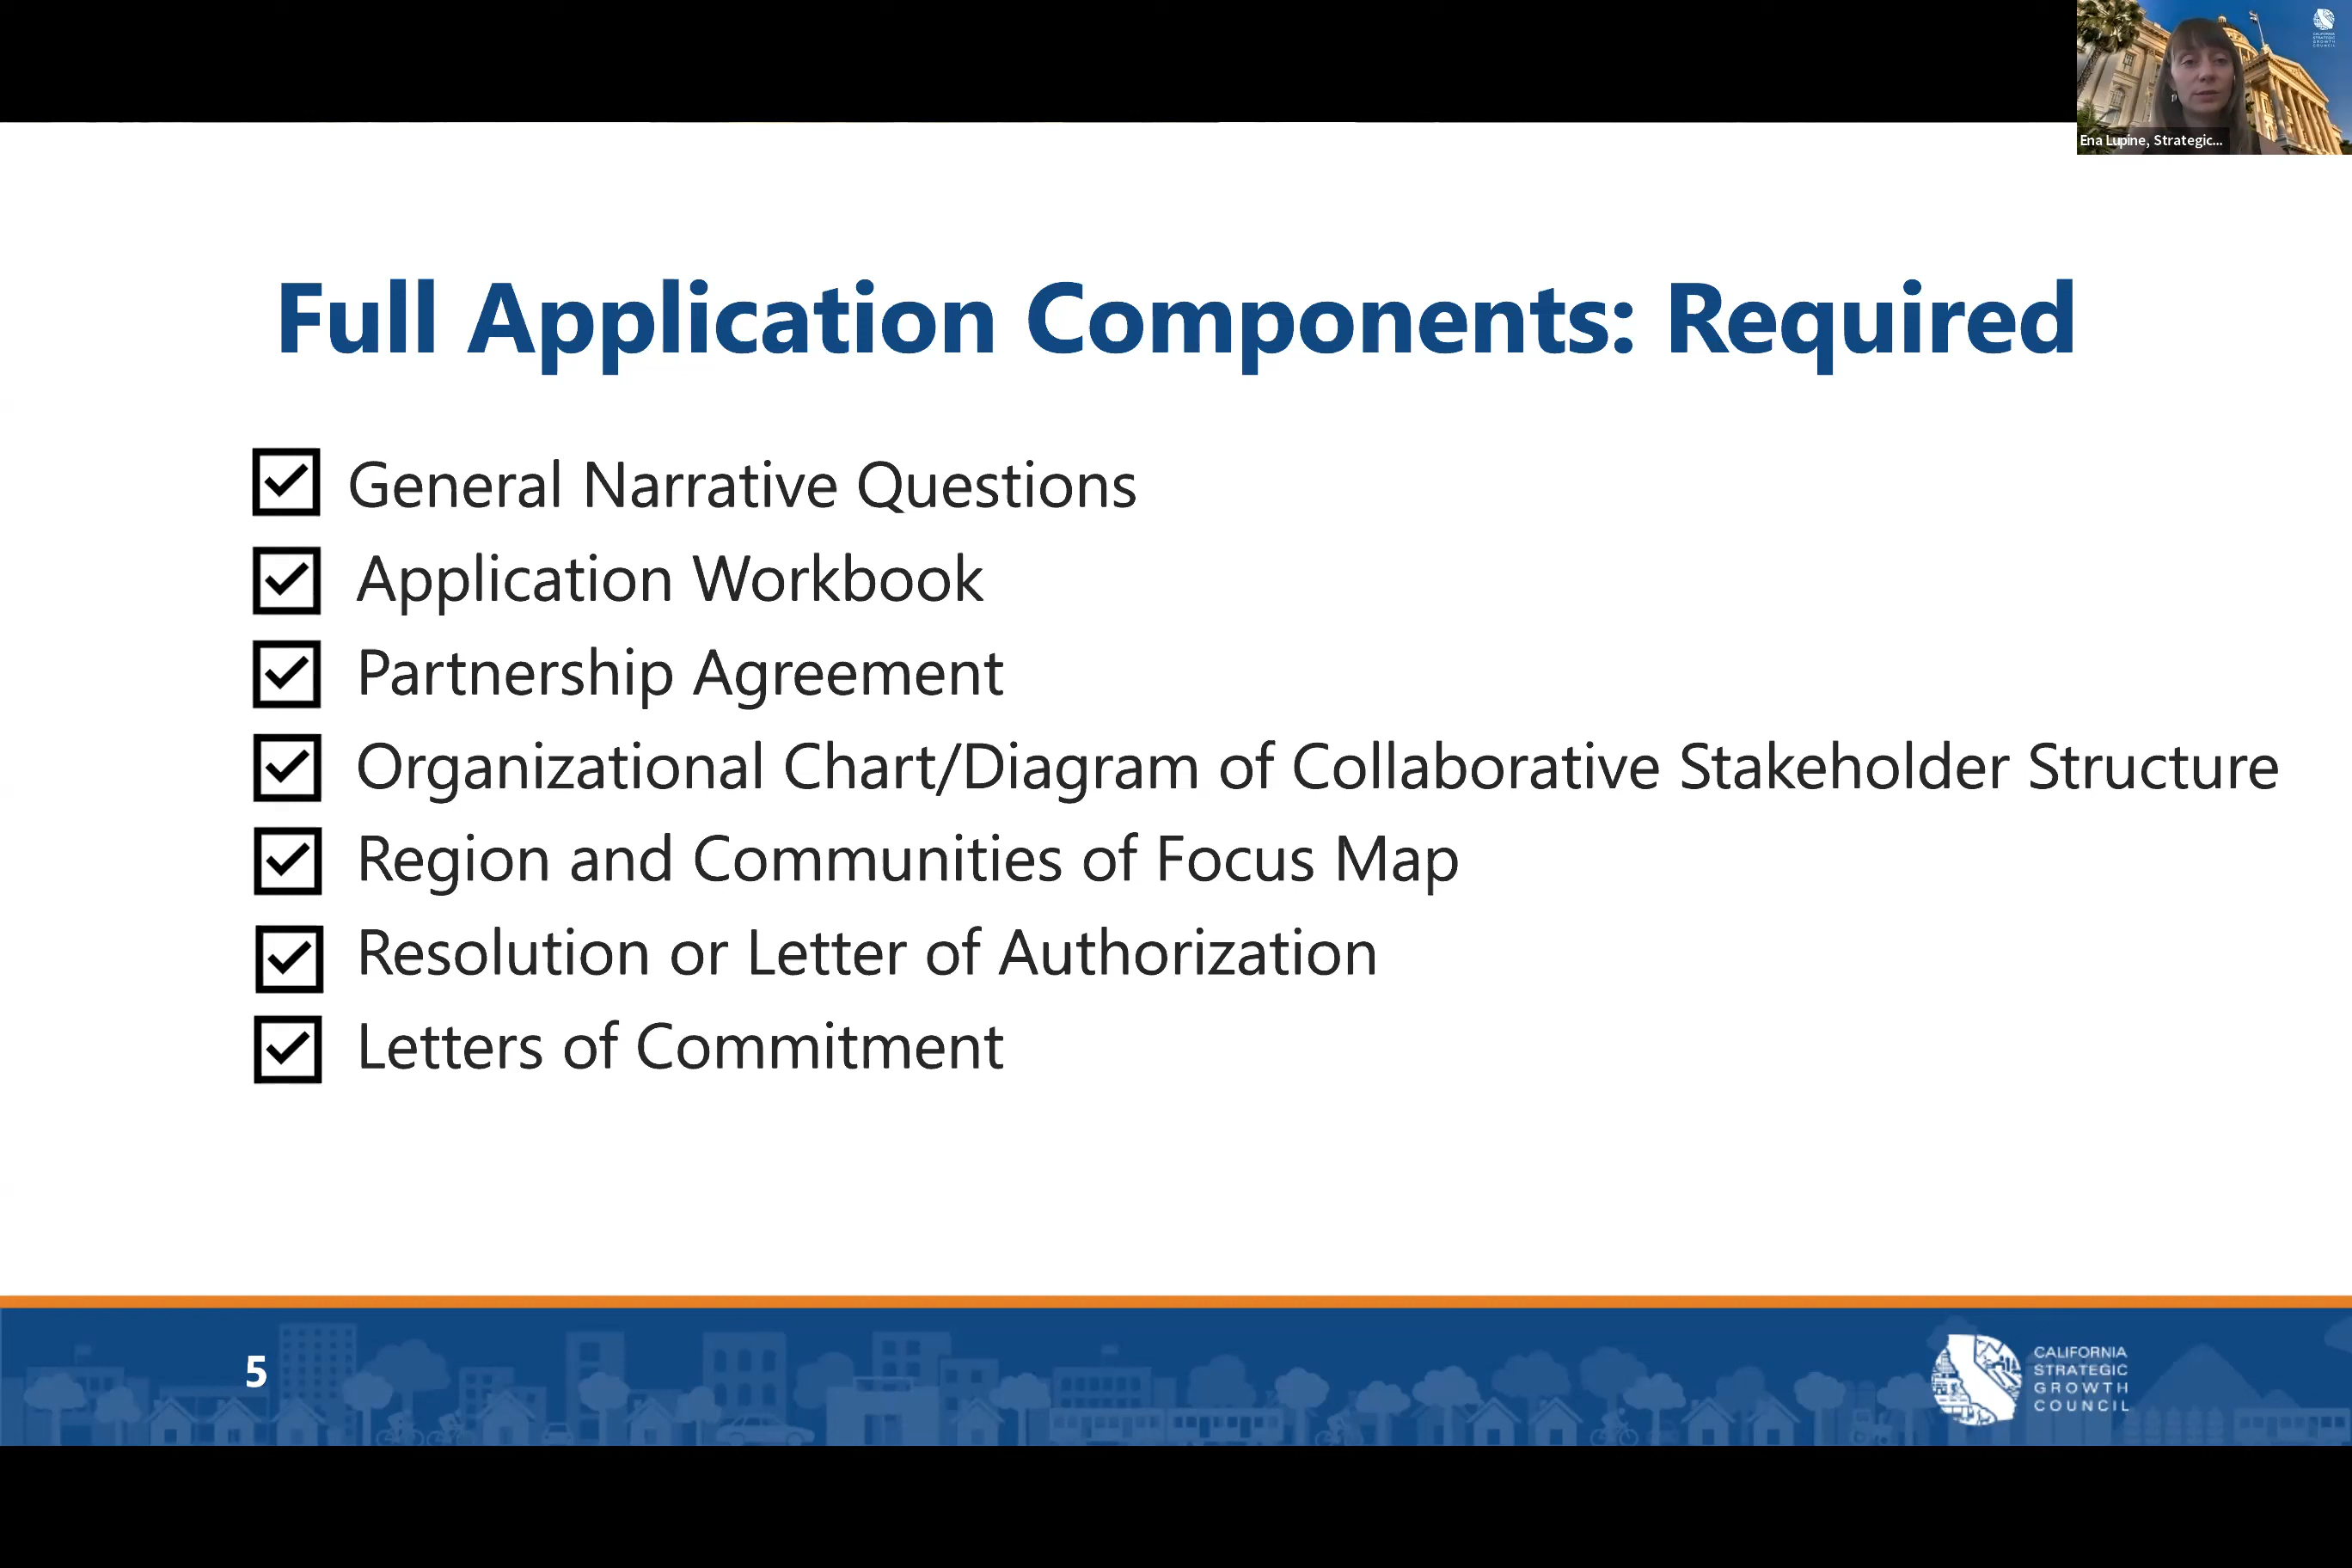 Ena Lupine, Strategic...
Full Application Components: Required
General Narrative Questions
Application Workbook
Partnership Agreement
Organizational Chart/Diagram of Collaborative Stakeholder Structure
Region and Communities of Focus Map
Resolution or Letter of Authorization
Letters of Commitment
5
CALIFORNIA
STRATEGIC
GROWTH
COUNCIL